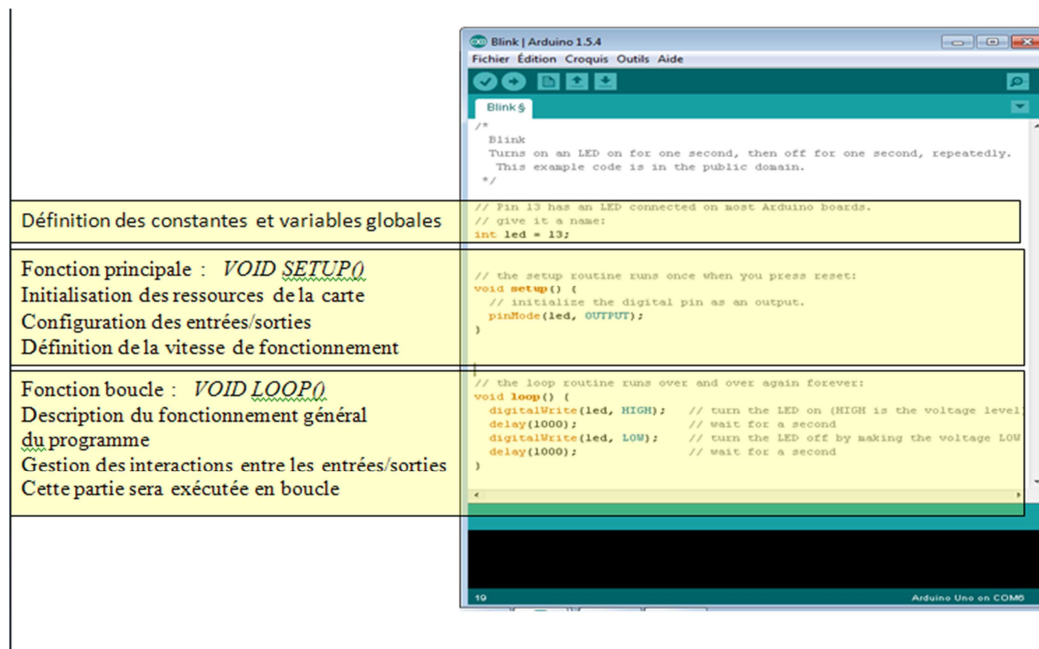 Blink | Arduino 1.5.4
Fichier Édition Croquis Outils Aide
Blink §
/*
Blink
Turns on an LED on for one second, then off for one second, repeatedly.
This example code is in the public domain.
*/
Définition des constantes et variables globales
// Pin 13 has an LED connected on most Arduino boards.
// give it a name:
int led = 13;
Fonction principale : VOID SETUP()
Initialisation des ressources de la carte
Configuration des entrées/sorties
Définition de la vitesse de fonctionnement
// the setup routine runs once when you press reset:
void setup() {
// initialize the digital pin as an output.
pinMode(led, OUTPUT);
}
Fonction boucle : VOID LOOP()
Description du fonctionnement général
du programme
Gestion des interactions entre les entrées/sorties
Cette partie sera exécutée en boucle
// the loop routine runs over and over again forever:
void loop() {
digitalWrite(led, HIGH); // turn the LED on (HIGH is the voltage level)
delay(1000); // wait for a second
digitalWrite(led, LOW); // turn the LED off by making the voltage LOW
delay(1000); // wait for a second
}
19
Arduino Uno on COM6